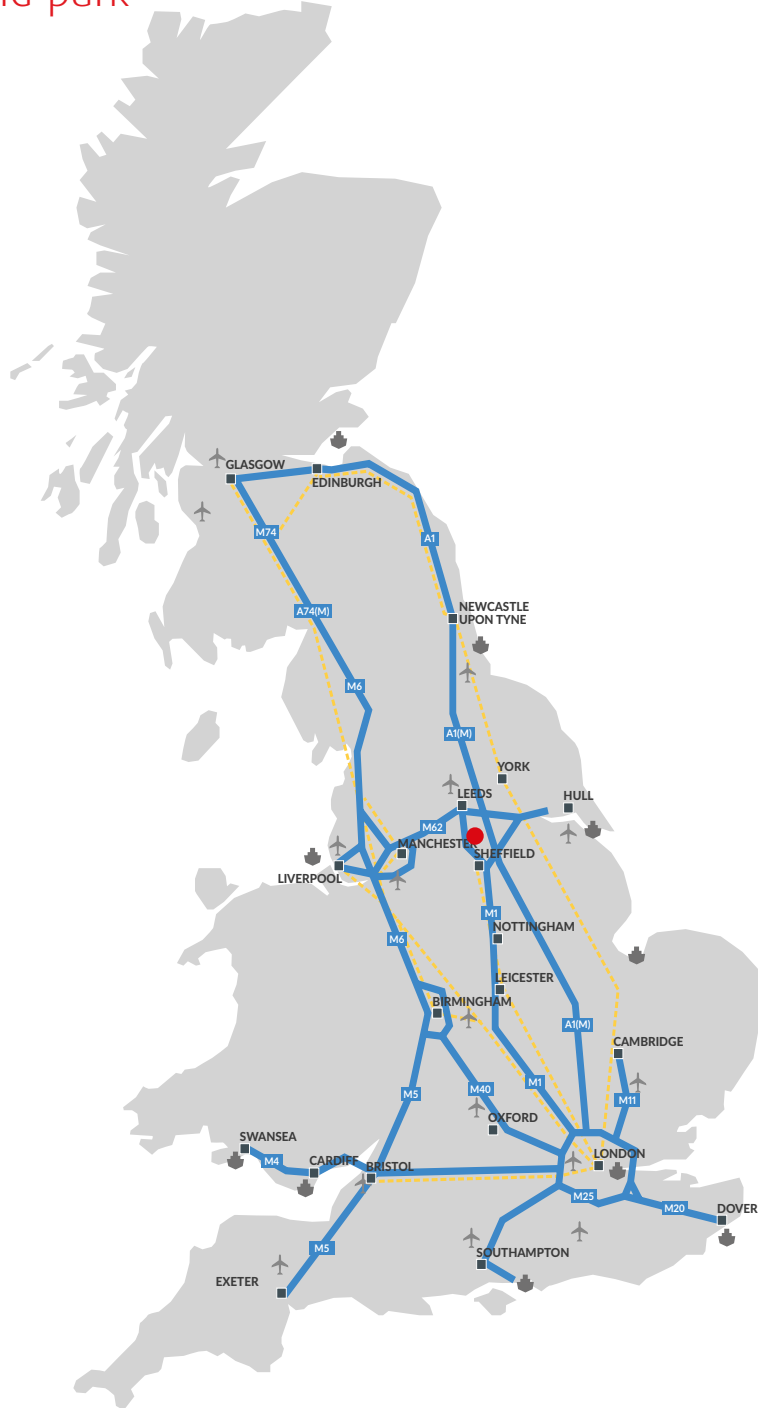 park
GLASGOW
EDINBURGH
M74
A1
A74(M)
NEWCASTLE
UPON TYNE
M6
A1(M)
YORK
LEEDS
HULL
M62
MANCHESTER
SHEFFIELD
LIVERPOOL
M1
NOTTINGHAM
M6
LEICESTER
BIRMINGHAM
A1(M)
CAMBRIDGE
M1
M40
M5
M11
OXFORD
SWANSEA
M4
CARDIFF
BRISTOL
LONDON
M25
M20
DOVER
M5
SOUTHAMPTON
EXETER